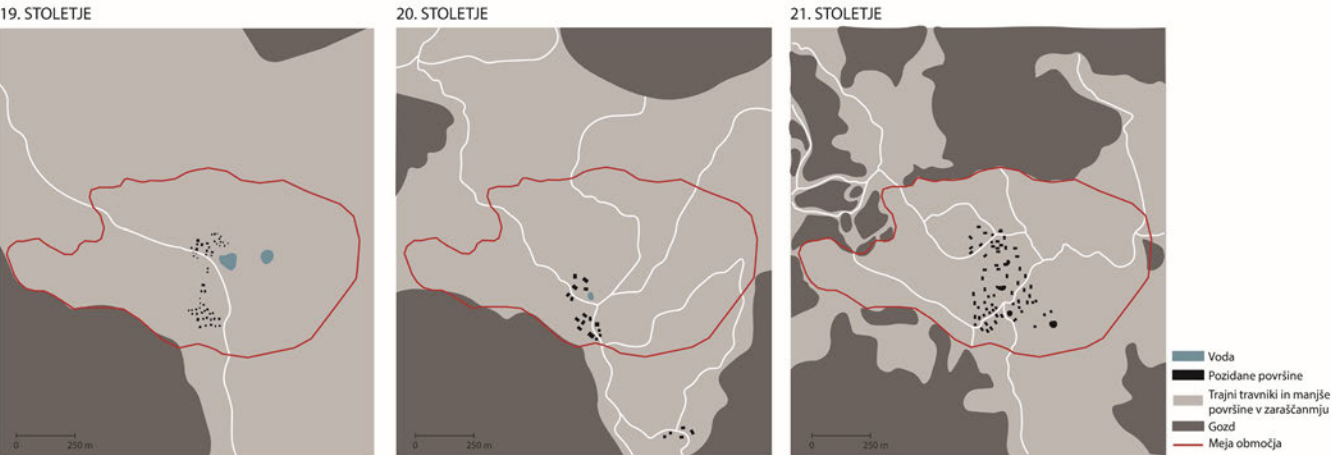 19. STOLETJE
20. STOLETJE
21. STOLETJE
0 250 m
0 250 m
0 250 m
Voda
Pozidane površine
Trajni travniki in manjše
površine v zaraščanmju
Gozd
Meja območja